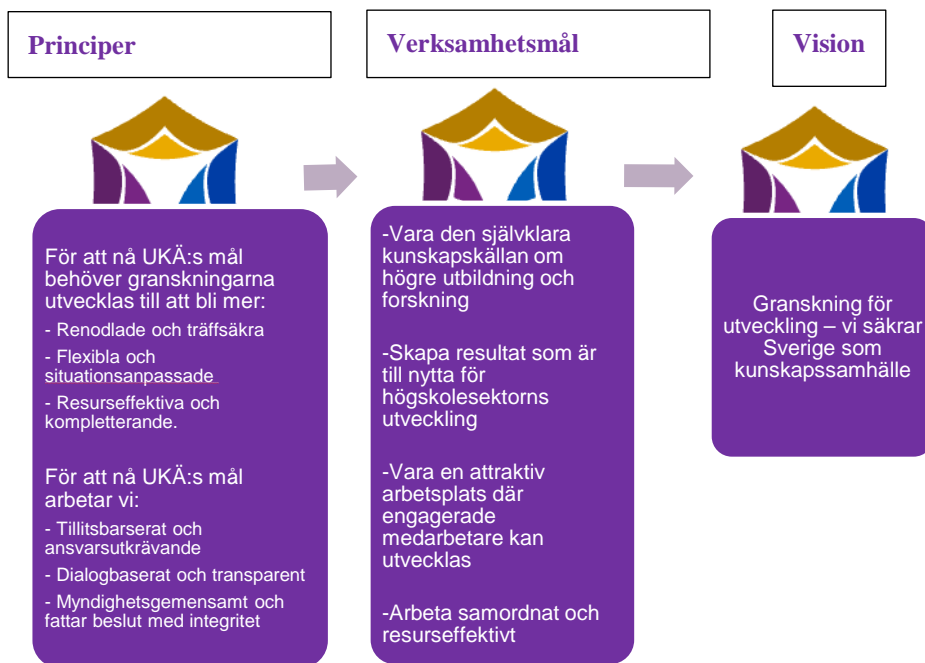 Principer
För att nå UKÄ:s mål
behöver granskningarna
utvecklas till att bli mer:
- Renodlade och träffsäkra
- Flexibla och
situationsanpassade
- Resurseffektiva och
kompletterande.
För att nå UKÄ:s mål
arbetar vi:
- Tillitsbarserat och
ansvarsutkrävande
- Dialogbaserat och transparent
- Myndighetsgemensamt och
fattar beslut med integritet
Verksamhetsmål
-Vara den självklara
kunskapskällan om
högre utbildning och
forskning
-Skapa resultat som är
till nytta för
högskolesektorns
utveckling
-Vara en attraktiv
arbetsplats där
engagerade
medarbetare kan
utvecklas
-Arbeta samordnat och
resurseffektivt
Vision
Granskning för
utveckling – vi säkrar
Sverige som
kunskapssamhälle